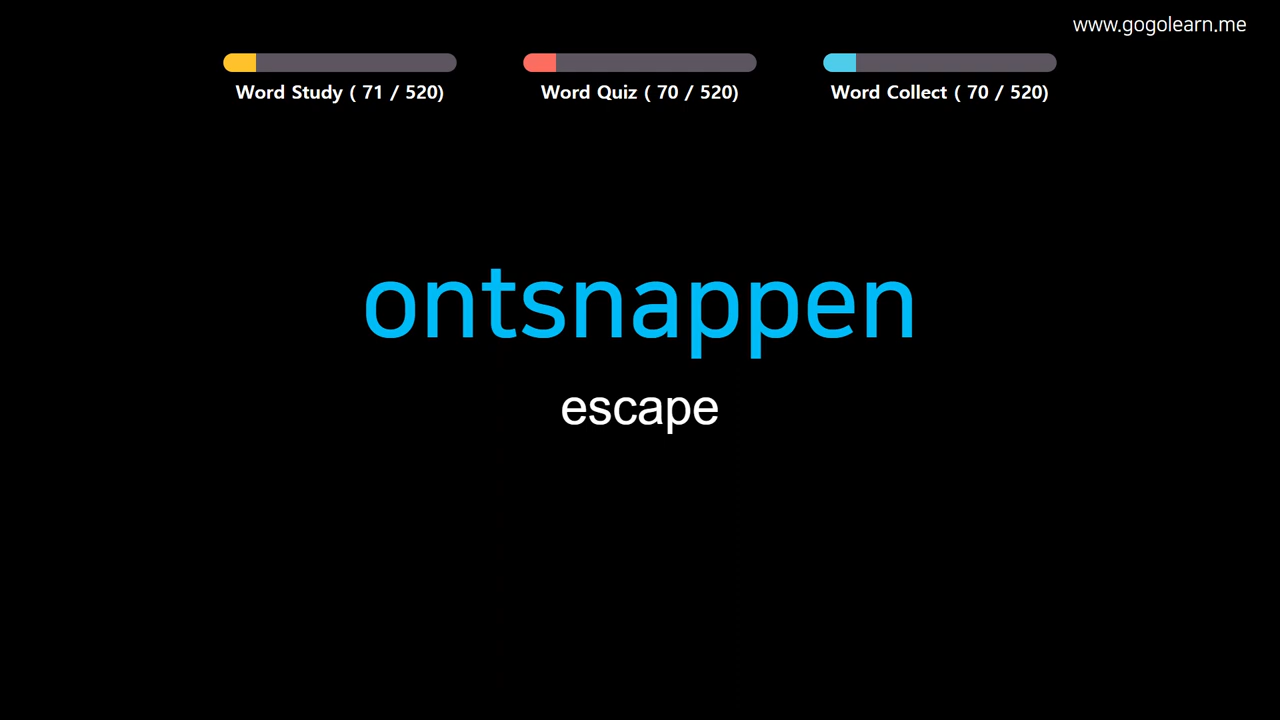 www.gogolearn.me
Word Study ( 71 / 520)
Word Quiz ( 70 / 520)
Word Collect ( 70 / 520)
ontsnappen
escape